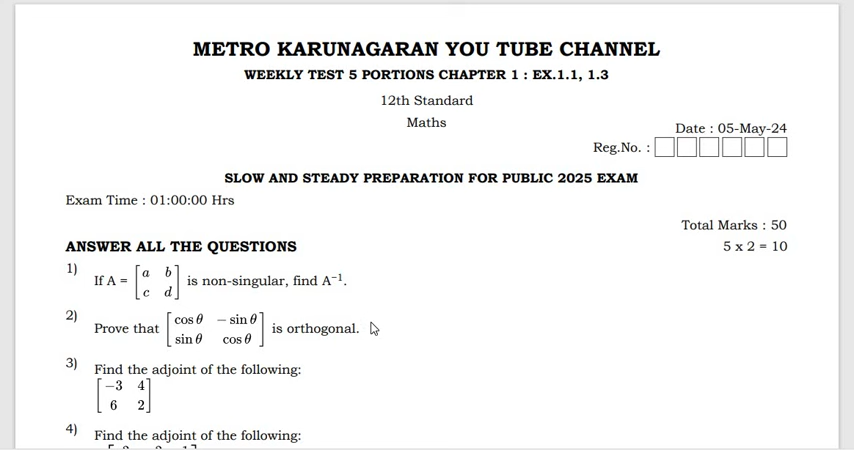 METRO KARUNAGARAN YOU TUBE CHANNEL
WEEKLY TEST 5 PORTIONS CHAPTER 1 : EX.1.1, 1.3
12th Standard
Maths
Date : 05-May-24
Reg.No. :
SLOW AND STEADY PREPARATION FOR PUBLIC 2025 EXAM
Exam Time : 01:00:00 Hrs
Total Marks : 50
ANSWER ALL THE QUESTIONS 5 x 2 = 10
1) If A = [a b; c d] is non-singular, find A⁻¹.
2) Prove that [cos θ − sin θ; sin θ cos θ] is orthogonal.
3) Find the adjoint of the following:
[−3 4; 6 2]
4) Find the adjoint of the following: